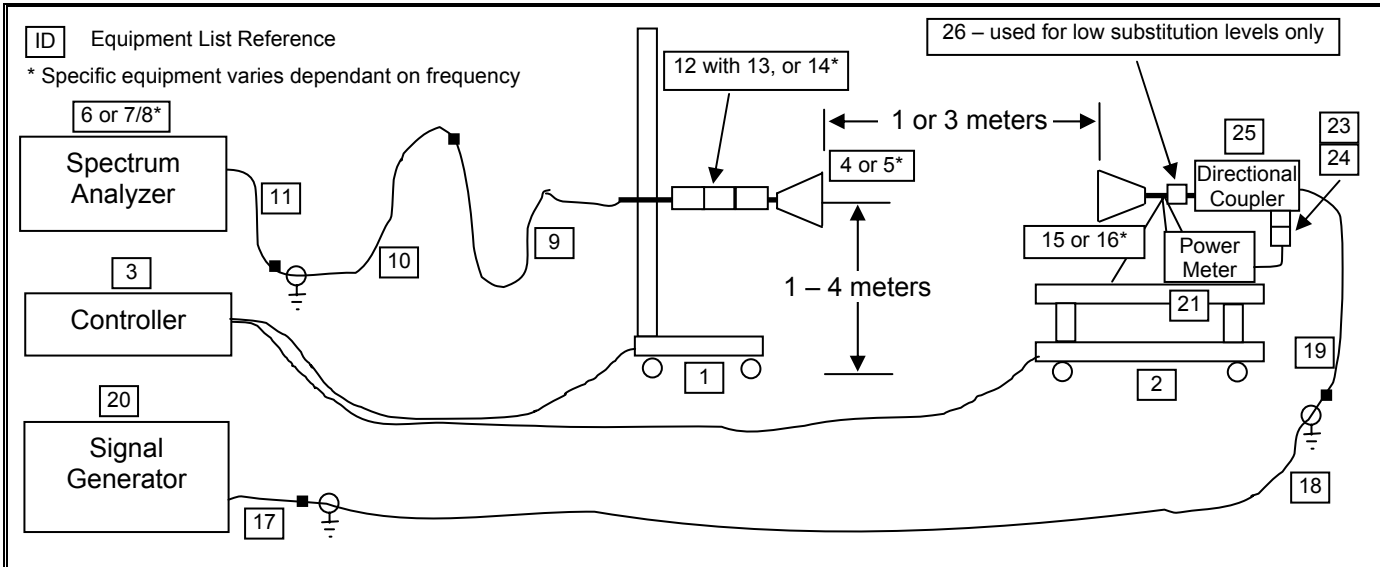 ID Equipment List Reference
* Specific equipment varies dependant on frequency
26 – used for low substitution levels only
12 with 13, or 14*
6 or 7/8*
Spectrum
Analyzer
11
10
9
4 or 5*
1 or 3 meters
1 – 4 meters
25
23
24
Directional
Coupler
15 or 16*
Power
Meter
21
3
Controller
1
2
19
20
Signal
Generator
17
18